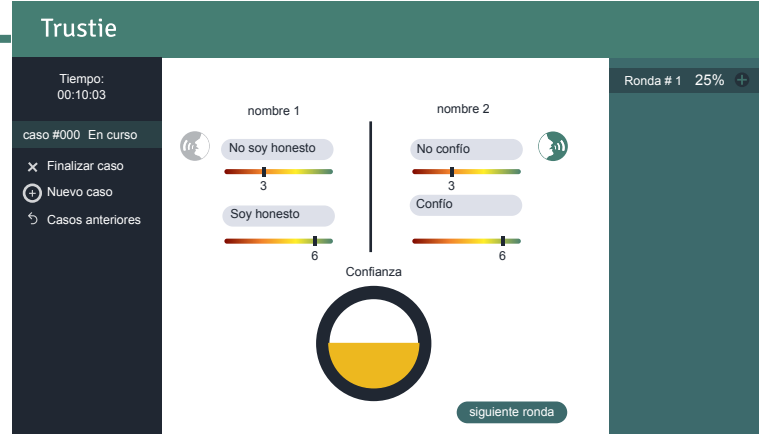 Trustie
Tiempo:
00:10:03
caso #000 En curso
Finalizar caso
Nuevo caso
Casos anteriores
nombre 1
nombre 2
No soy honesto
No confío
3
3
Soy honesto
Confío
6
6
Confianza
siguiente ronda
Ronda # 1 25%